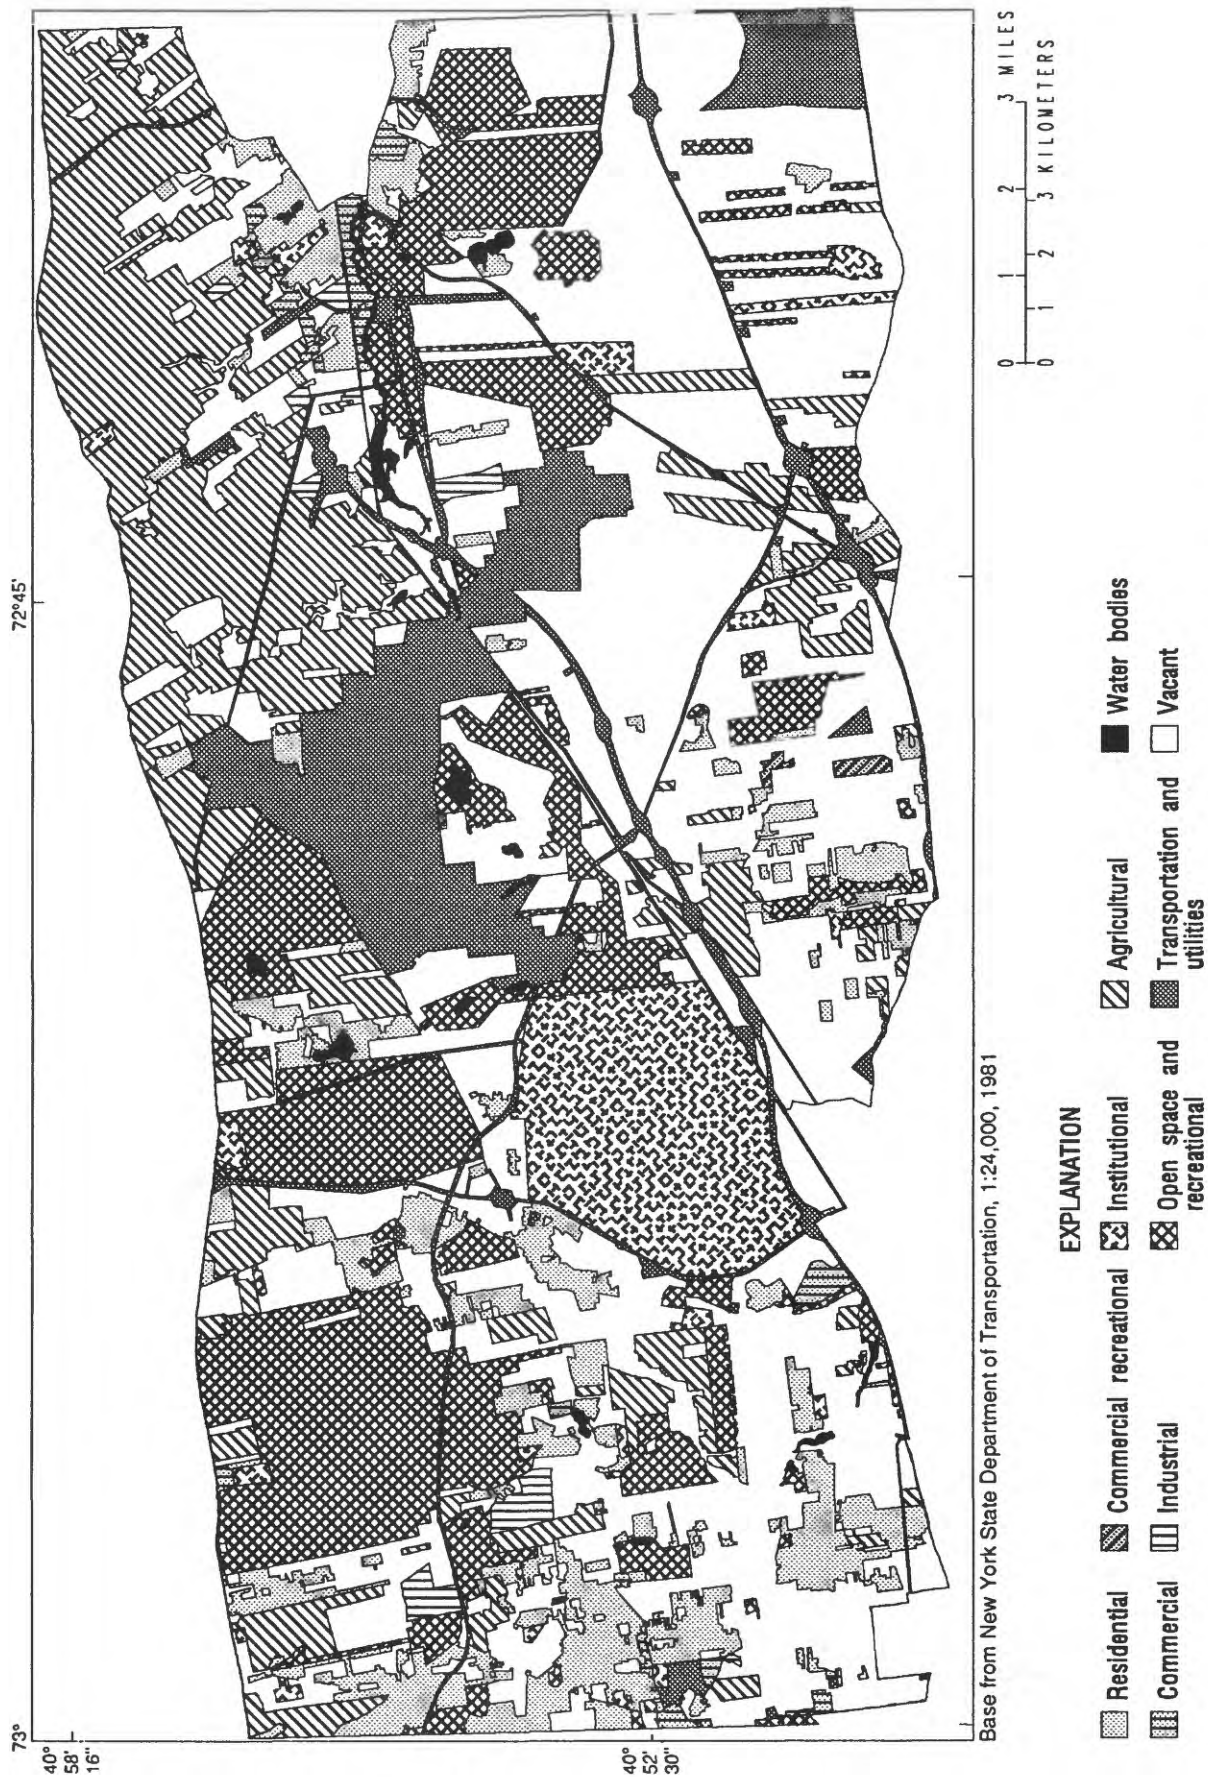 73°
72°45'
40°
58'
16"
40°
52'
30"
Base from New York State Department of Transportation, 1:24,000, 1981
0 1 2 3 MILES
0 1 2 3 KILOMETERS
EXPLANATION
Residential
Commercial recreational
Institutional
Agricultural
Water bodies
Commercial
Industrial
Open space and
recreational
Transportation and
utilities
Vacant